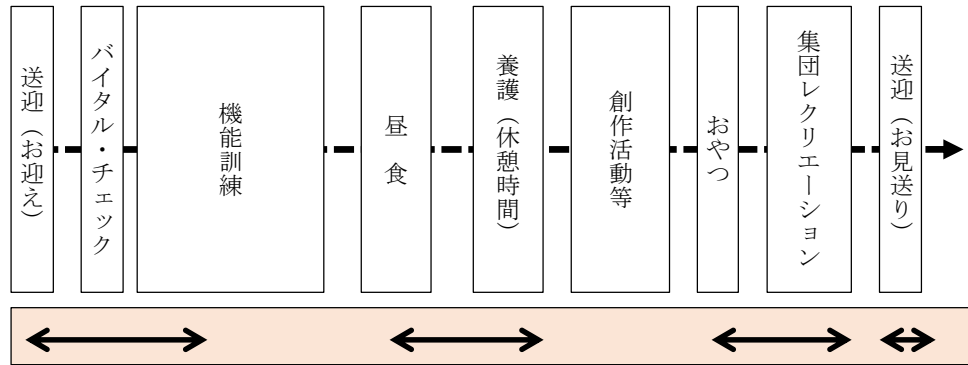 送迎（お迎え）
バイタル・チェック
機能訓練
昼食
養護（休憩時間）
創作活動等
おやつ
集団レクリエーション
送迎（お見送り）